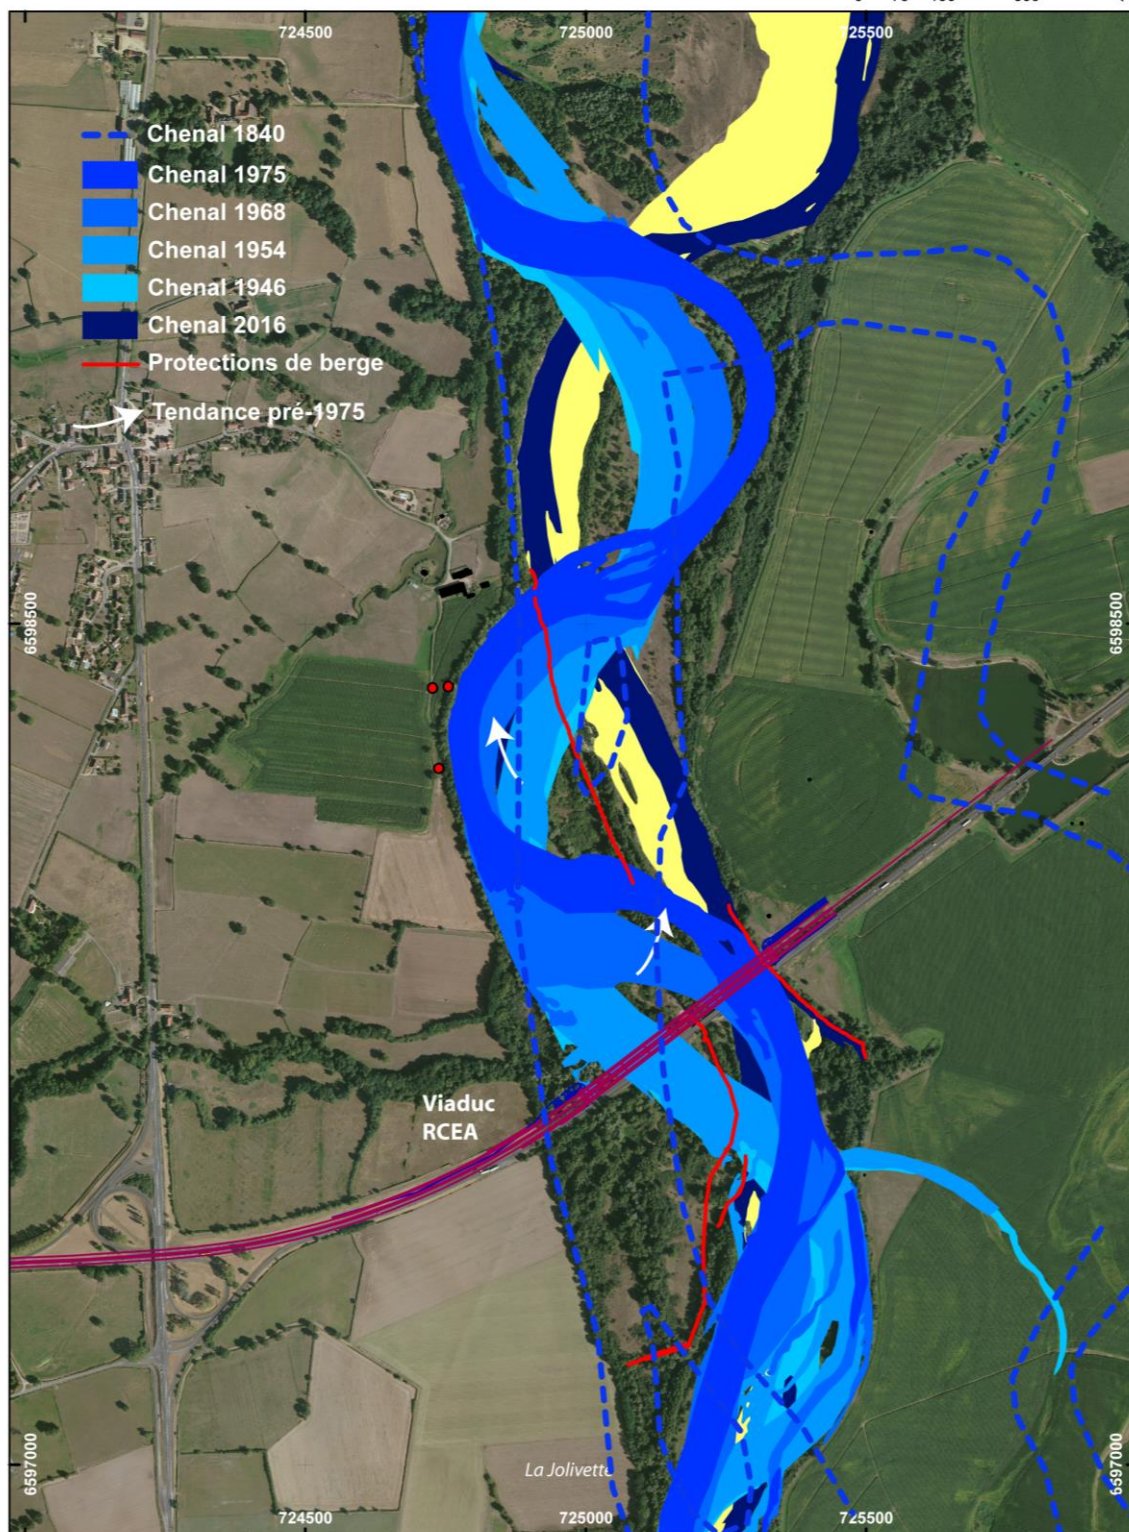 724500 725000 725500
Chenal 1840
Chenal 1975
Chenal 1968
Chenal 1954
Chenal 1946
Chenal 2016
Protections de berge
Tendance pré-1975
6598500
6598500
Viaduc
RCEA
6597000
6597000
La Jolivette
724500 725000 725500